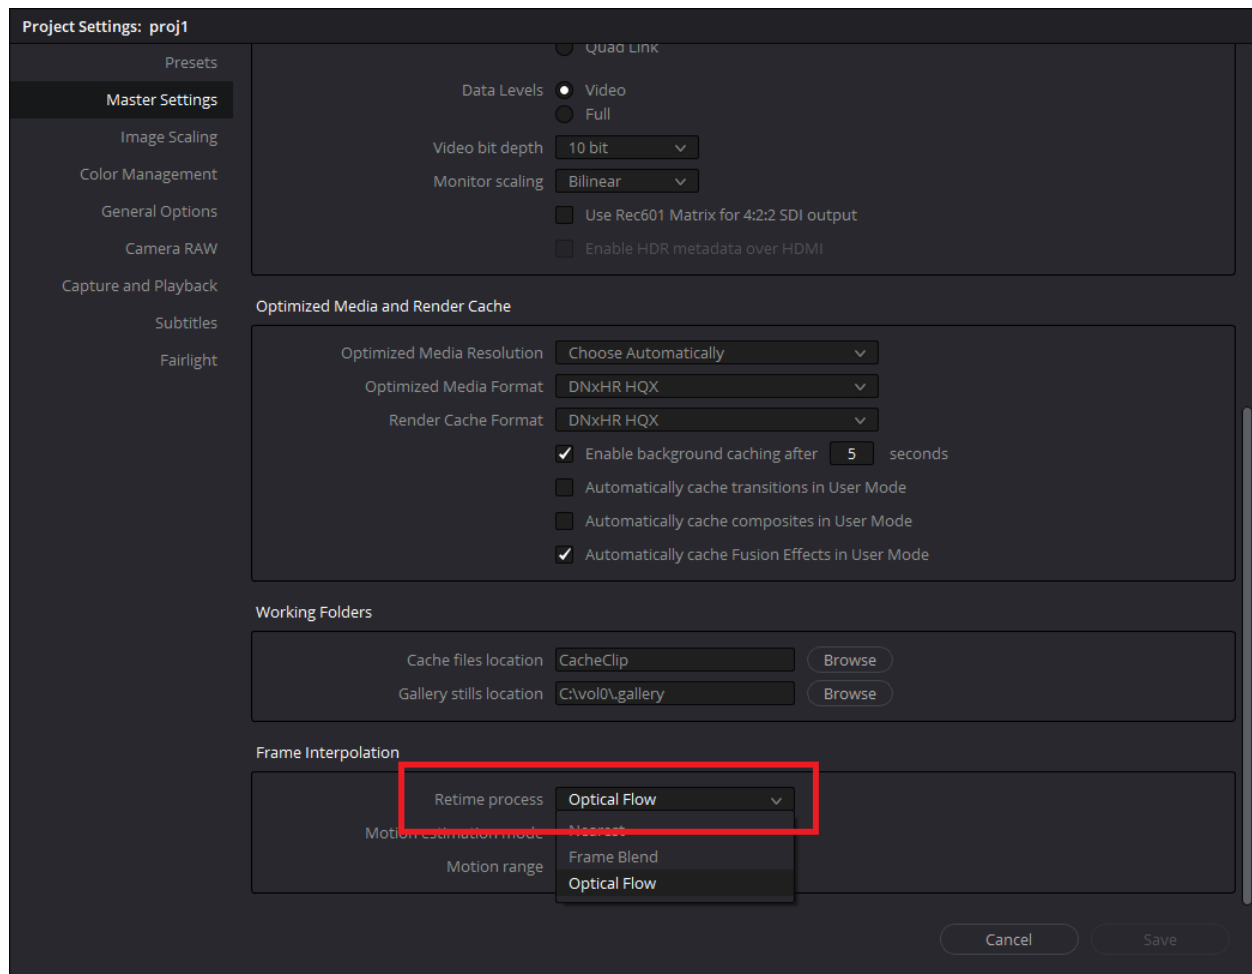 Project Settings: proj1
Presets
Master Settings
Image Scaling
Color Management
General Options
Camera RAW
Capture and Playback
Subtitles
Fairlight
Quad Link
Data Levels Video
Full
Video bit depth 10 bit
Monitor scaling Bilinear
Use Rec601 Matrix for 4:2:2 SDI output
Enable HDR metadata over HDMI
Optimized Media and Render Cache
Optimized Media Resolution Choose Automatically
Optimized Media Format DNxHR HQX
Render Cache Format DNxHR HQX
Enable background caching after 5 seconds
Automatically cache transitions in User Mode
Automatically cache composites in User Mode
Automatically cache Fusion Effects in User Mode
Working Folders
Cache files location CacheClip Browse
Gallery stills location C:\vol0\.gallery Browse
Frame Interpolation
Retime process Optical Flow
Motion estimation mode Nearest
Frame Blend
Motion range Optical Flow
Cancel Save